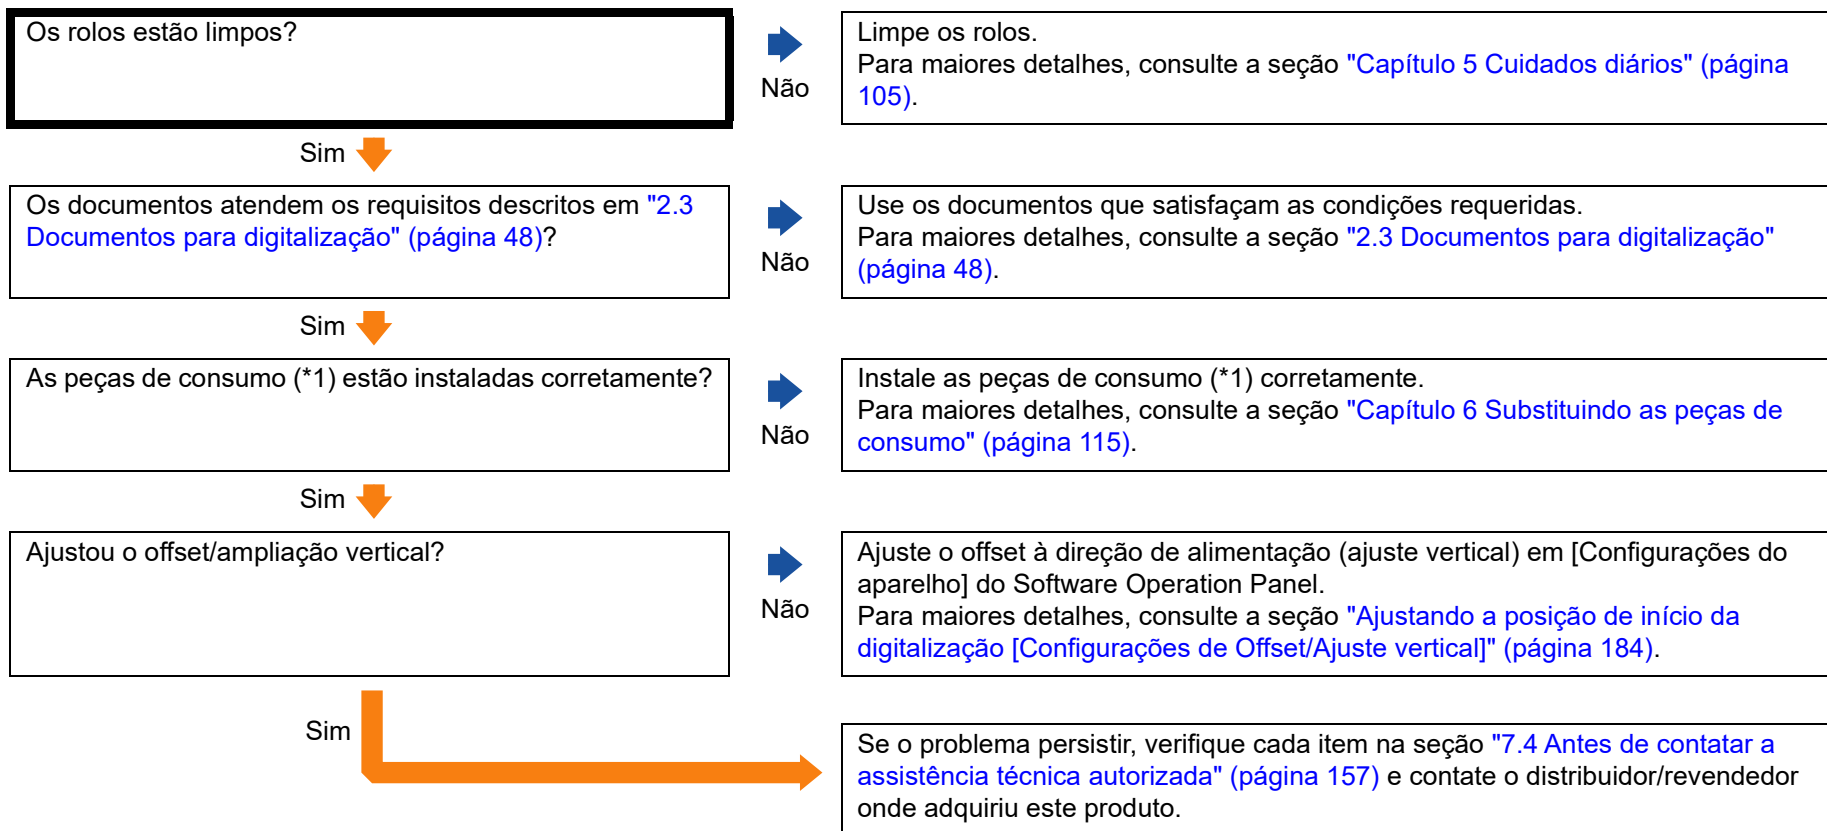 Os rolos estão limpos?
Não
Limpe os rolos.
Para maiores detalhes, consulte a seção "Capítulo 5 Cuidados diários" (página
105).
Sim
Os documentos atendem os requisitos descritos em "2.3
Documentos para digitalização" (página 48)?
Não
Use os documentos que satisfaçam as condições requeridas.
Para maiores detalhes, consulte a seção "2.3 Documentos para digitalização"
(página 48).
Sim
As peças de consumo (*1) estão instaladas corretamente?
Não
Instale as peças de consumo (*1) corretamente.
Para maiores detalhes, consulte a seção "Capítulo 6 Substituindo as peças de
consumo" (página 115).
Sim
Ajustou o offset/ampliação vertical?
Não
Ajuste o offset à direção de alimentação (ajuste vertical) em [Configurações do
aparelho] do Software Operation Panel.
Para maiores detalhes, consulte a seção "Ajustando a posição de início da
digitalização [Configurações de Offset/Ajuste vertical]" (página 184).
Sim
Se o problema persistir, verifique cada item na seção "7.4 Antes de contatar a
assistência técnica autorizada" (página 157) e contate o distribuidor/revendedor
onde adquiriu este produto.